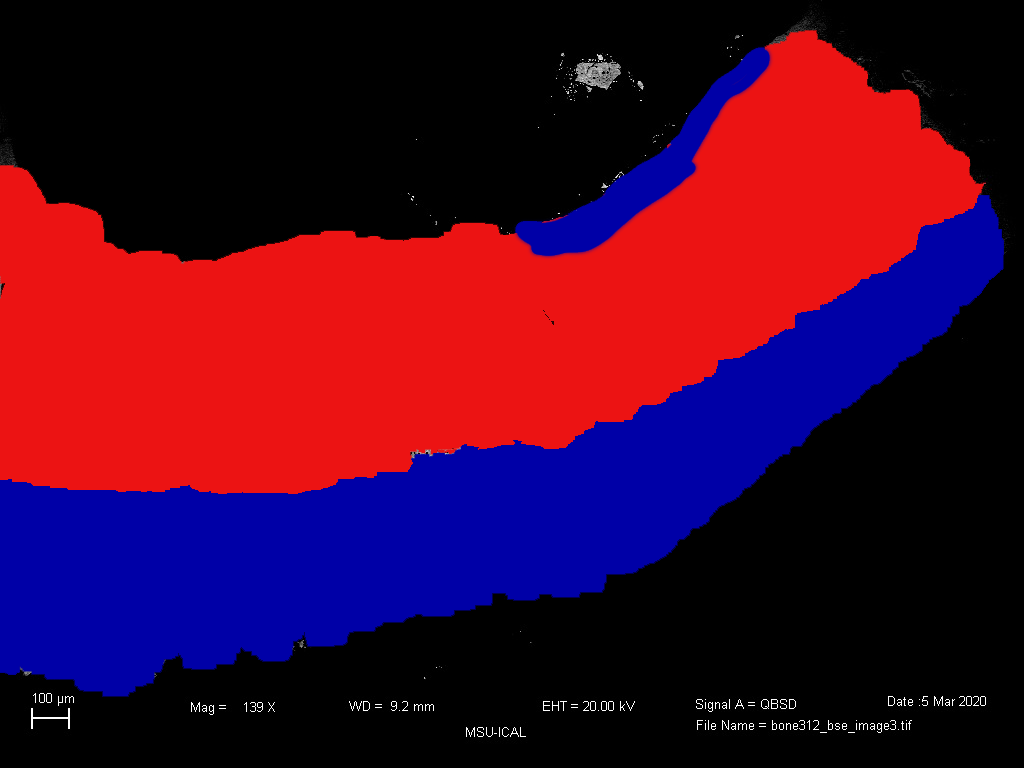 100 µm
Mag = 139 X
WD = 9.2 mm
EHT = 20.00 kV
Signal A = QBSD
Date :5 Mar 2020
File Name = bone312_bse_image3.tif
MSU-ICAL